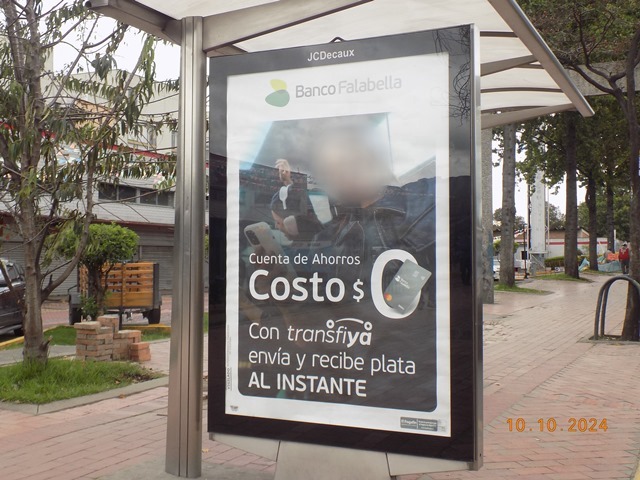 JCDecaux
Banco Falabella
Cuenta de Ahorros
Costo $0
Con transfiya
envía y recibe plata
AL INSTANTE
10.10.2024